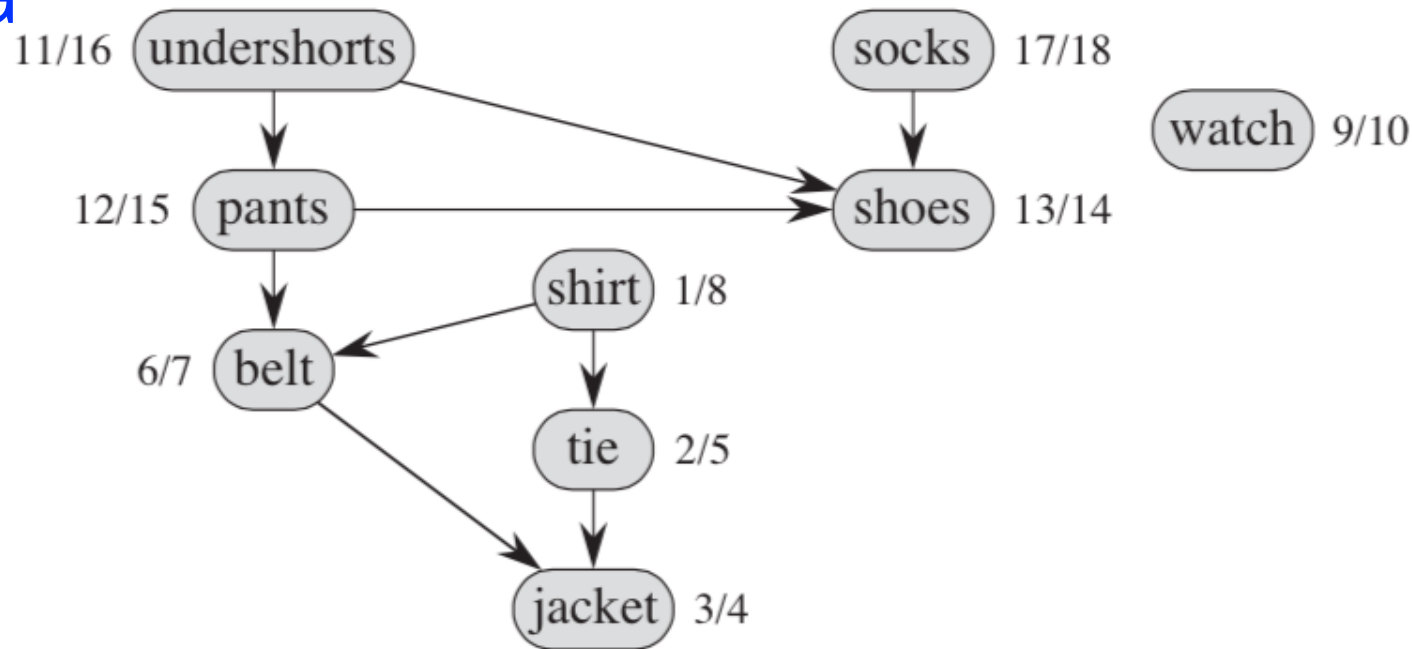 11/16 undershorts socks 17/18
watch 9/10
12/15 pants shoes 13/14
shirt 1/8
6/7 belt
tie 2/5
jacket 3/4